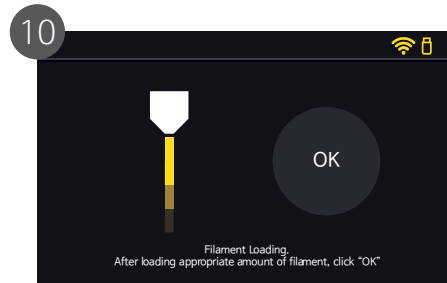 10
OK
Filament Loading.
After loading appropriate amount of filament, click “OK”